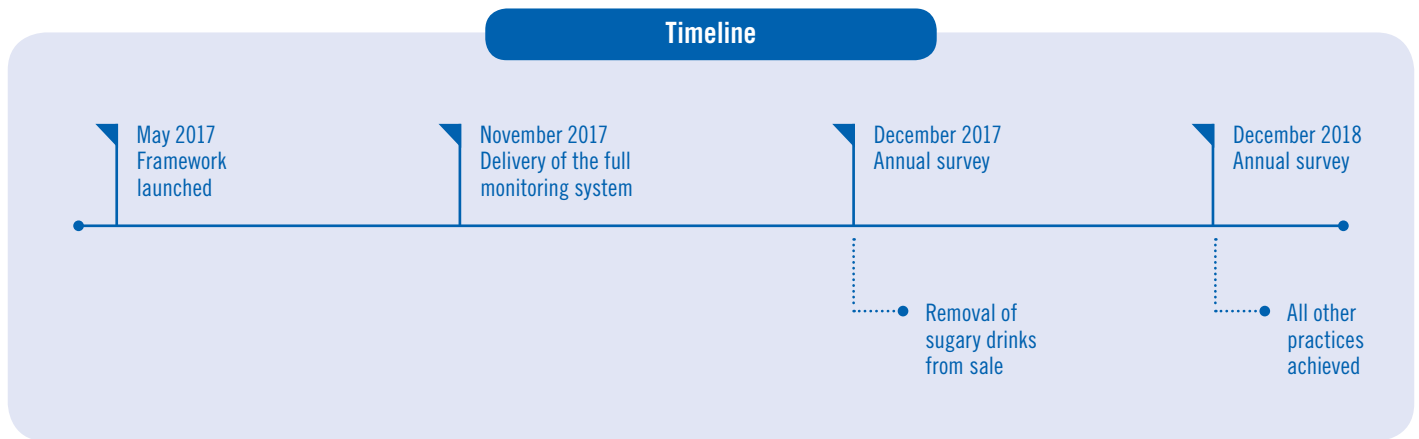 Timeline
May 2017
Framework
launched
November 2017
Delivery of the full
monitoring system
December 2017
Annual survey
December 2018
Annual survey
Removal of
sugary drinks
from sale
All other
practices
achieved